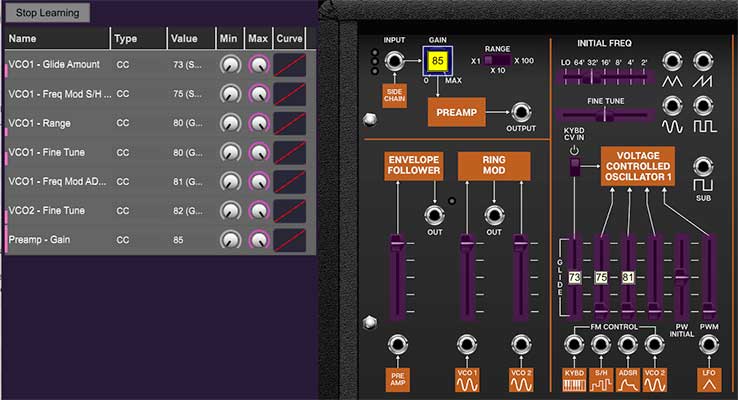 Stop Learning
Name Type Value Min Max Curve
VCO1 - Glide Amount CC 73 (S...
VCO1 - Freq Mod S/H ... CC 75 (S...
VCO1 - Range CC 80 (G...
VCO1 - Fine Tune CC 80 (G...
VCO1 - Freq Mod AD... CC 81 (G...
VCO2 - Fine Tune CC 82 (G...
Preamp - Gain CC 85
INPUT
GAIN
85
0 MAX
RANGE
X1 X 100
X 10
SIDE
CHAIN
PREAMP
OUTPUT
ENVELOPE
FOLLOWER
RING
MOD
OUT
OUT
PRE
AMP
VCO 1
VCO 2
INITIAL FREQ
LO 64' 32' 16' 8' 4' 2'
FINE TUNE
KYBD
CV IN
VOLTAGE
CONTROLLED
OSCILLATOR 1
SUB
GLIDE
73 75 81
FM CONTROL
PW
INITIAL
PWM
KYBD
S/H
ADSR
VCO 2
LFO